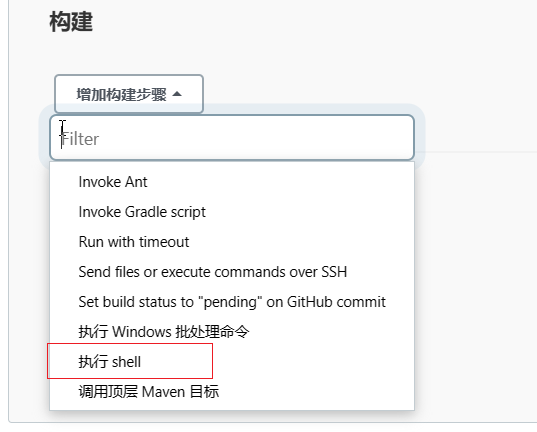 构建
增加构建步骤
Filter
Invoke Ant
Invoke Gradle script
Run with timeout
Send files or execute commands over SSH
Set build status to "pending" on GitHub commit
执行 Windows 批处理命令
执行 shell
调用顶层 Maven 目标